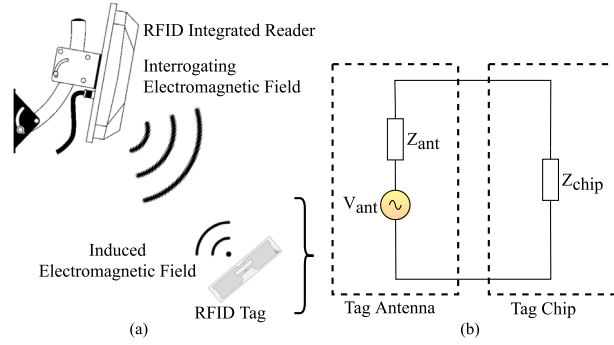 RFID Integrated Reader
Interrogating
Electromagnetic Field
Induced
Electromagnetic Field
RFID Tag
(a)
Zant
Vant
Zchip
Tag Antenna
Tag Chip
(b)